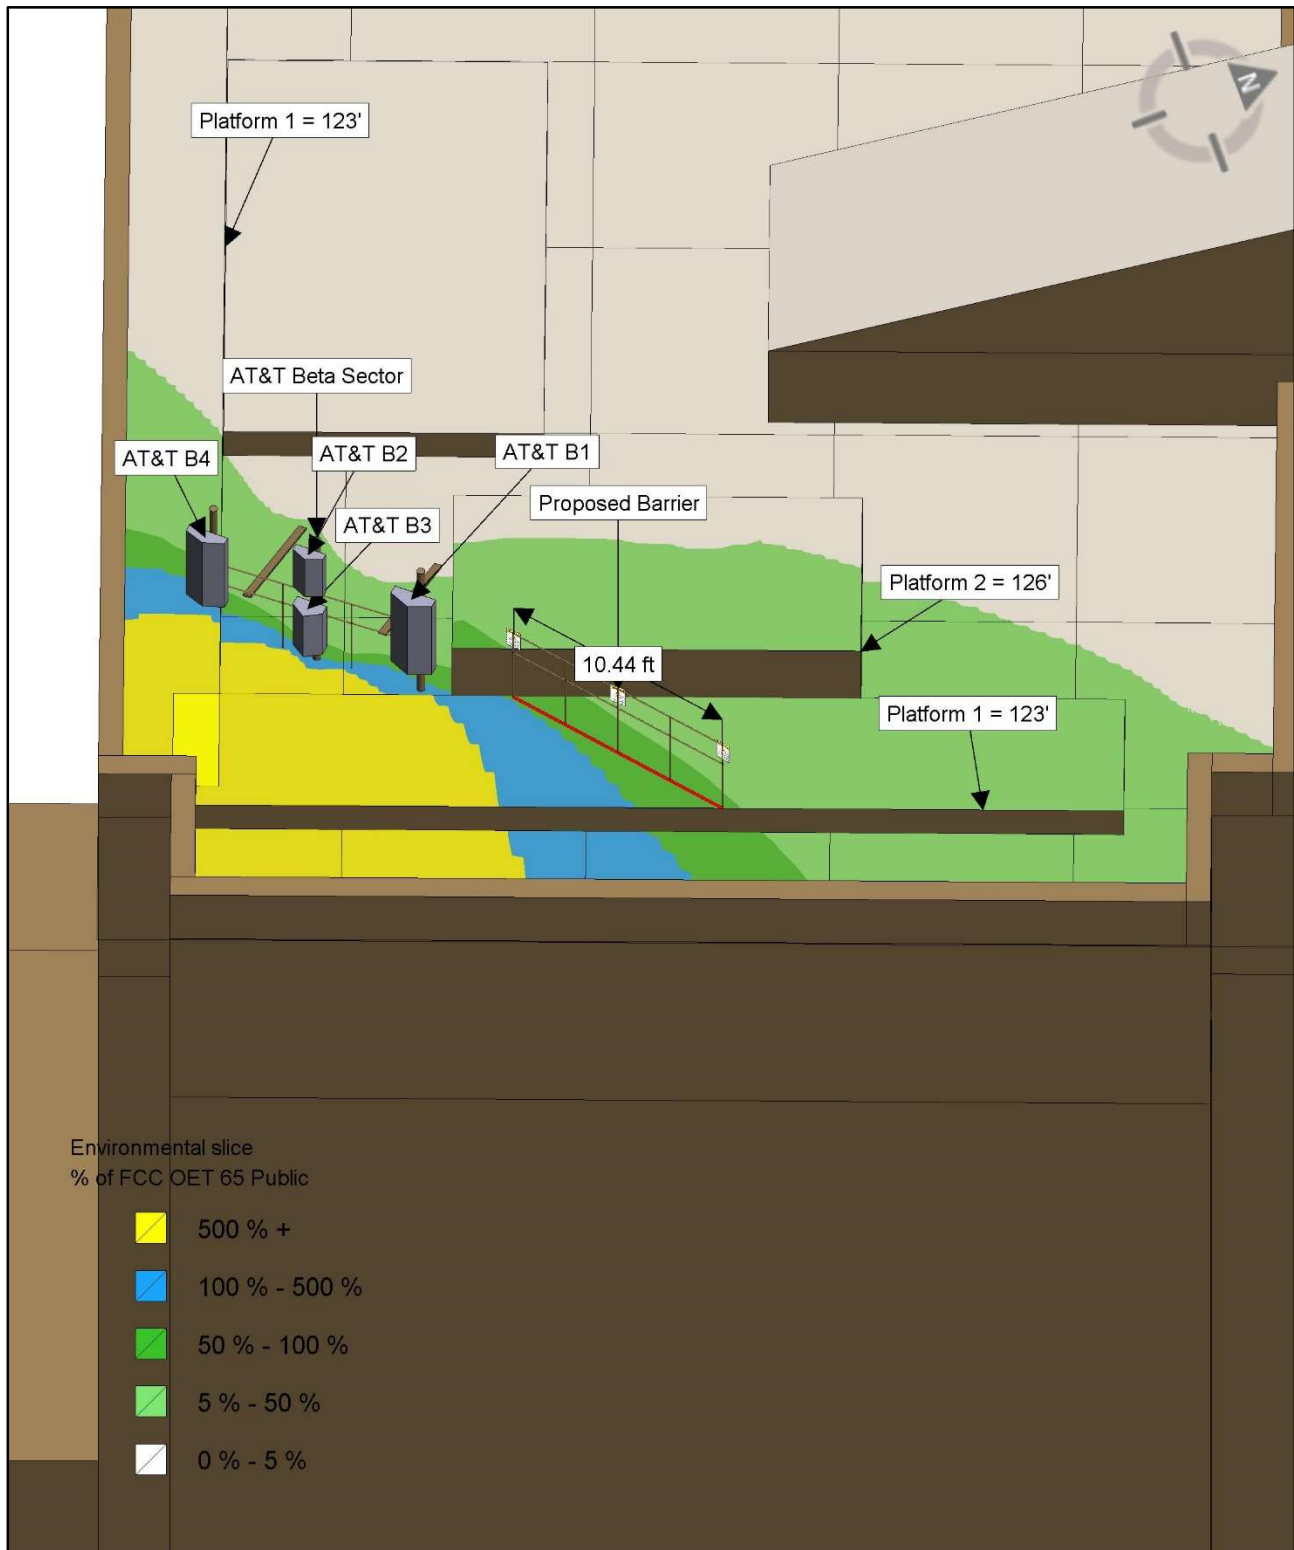 N
Platform 1 = 123'
AT&T Beta Sector
AT&T B4
AT&T B2
AT&T B1
AT&T B3
Proposed Barrier
Platform 2 = 126'
10.44 ft
Platform 1 = 123'
Environmental slice
% of FCC OET 65 Public
500 % +
100 % - 500 %
50 % - 100 %
5 % - 50 %
0 % - 5 %